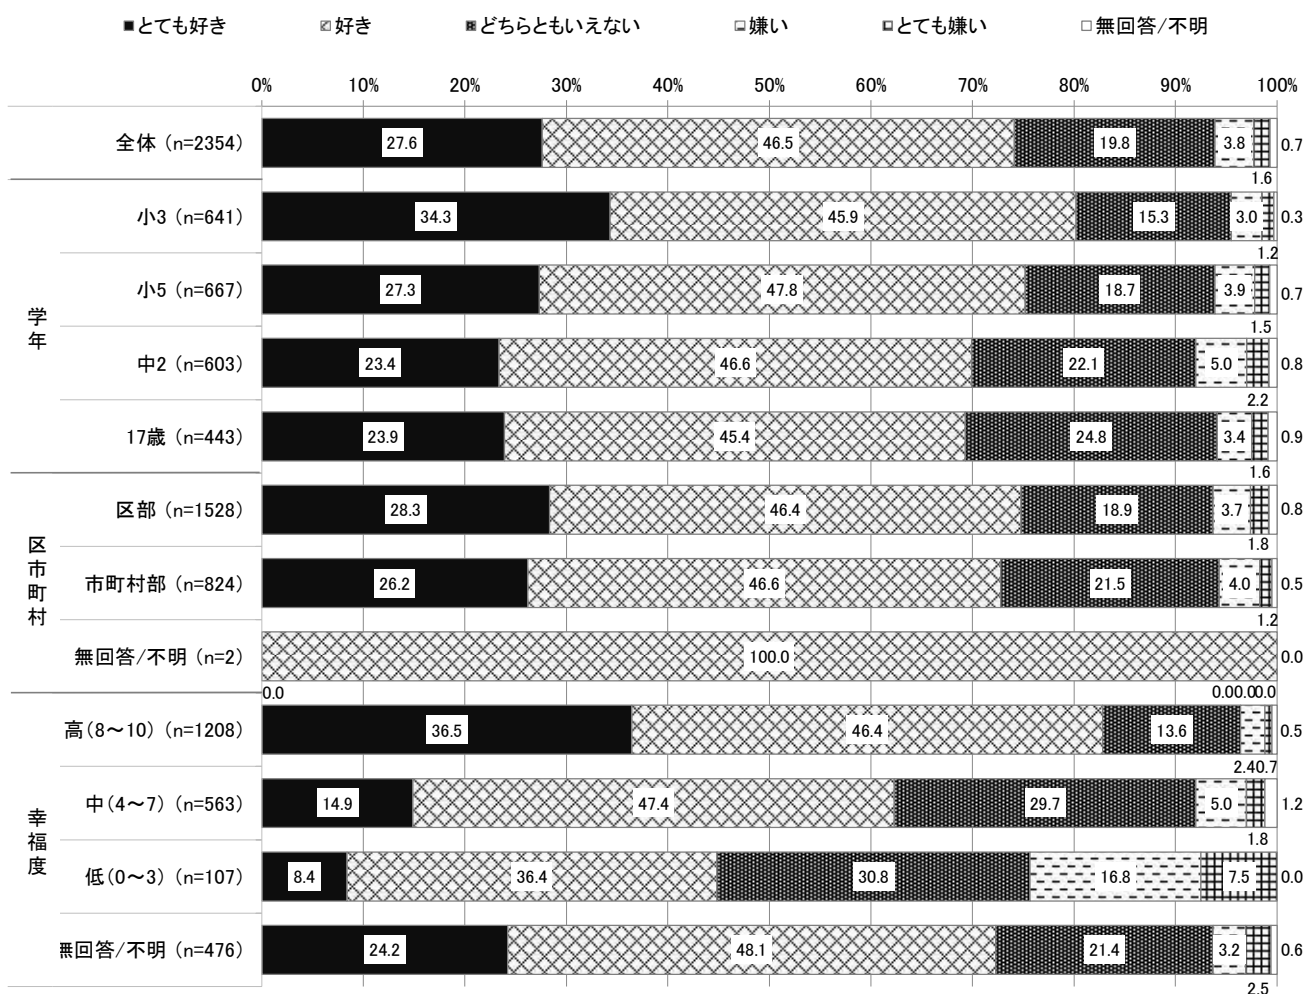 ■とても好き ▨好き ▩どちらともいえない ⊟嫌い ⊞とても嫌い □無回答/不明
0% 10% 20% 30% 40% 50% 60% 70% 80% 90% 100%
全体 (n=2354) 27.6 46.5 19.8 3.8 0.7
1.6
小3 (n=641) 34.3 45.9 15.3 3.0 0.3
1.2
小5 (n=667) 27.3 47.8 18.7 3.9 0.7
1.5
学年
中2 (n=603) 23.4 46.6 22.1 5.0 0.8
2.2
17歳 (n=443) 23.9 45.4 24.8 3.4 0.9
1.6
区部 (n=1528) 28.3 46.4 18.9 3.7 0.8
1.8
区市町村
市町村部 (n=824) 26.2 46.6 21.5 4.0 0.5
1.2
無回答/不明 (n=2) 100.0 0.0
0.0 0.00.00.0
高(8～10) (n=1208) 36.5 46.4 13.6 0.5
2.40.7
中(4～7) (n=563) 14.9 47.4 29.7 5.0 1.2
1.8
幸福度
低(0～3) (n=107) 8.4 36.4 30.8 16.8 7.5 0.0
無回答/不明 (n=476) 24.2 48.1 21.4 3.2 0.6
2.5